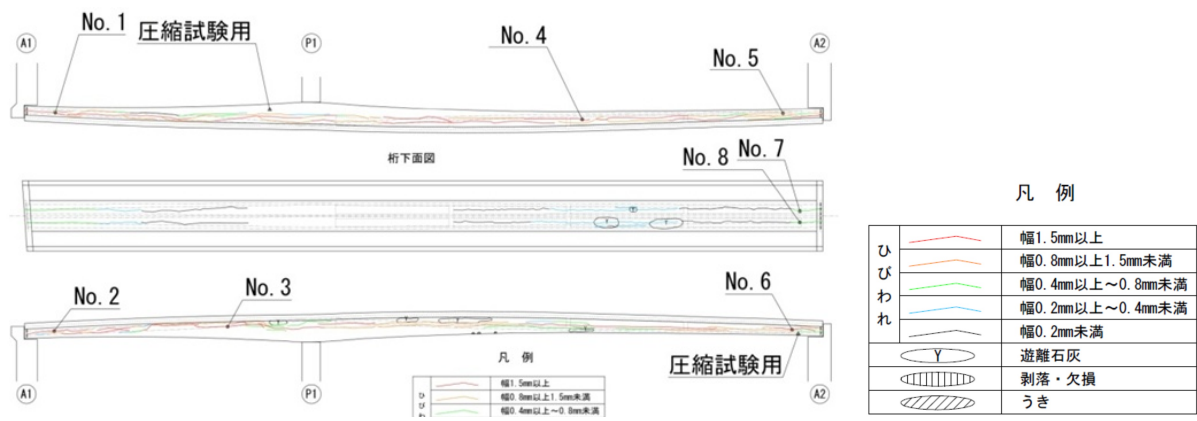 No. 1
圧縮試験用
No. 4
No. 5
A1
P1
A2
桁下面図
No. 8
No. 7
Y
Y
Y
No. 2
No. 3
No. 6
圧縮試験用
A1
P1
A2
凡 例
ひびわ
幅1.5mm以上
幅0.8mm以上1.5mm未満
幅0.4mm以上～0.8mm未満
凡 例
ひびわれ
幅1.5mm以上
幅0.8mm以上1.5mm未満
幅0.4mm以上～0.8mm未満
幅0.2mm以上～0.4mm未満
幅0.2mm未満
Y
遊離石灰
剥落・欠損
うき